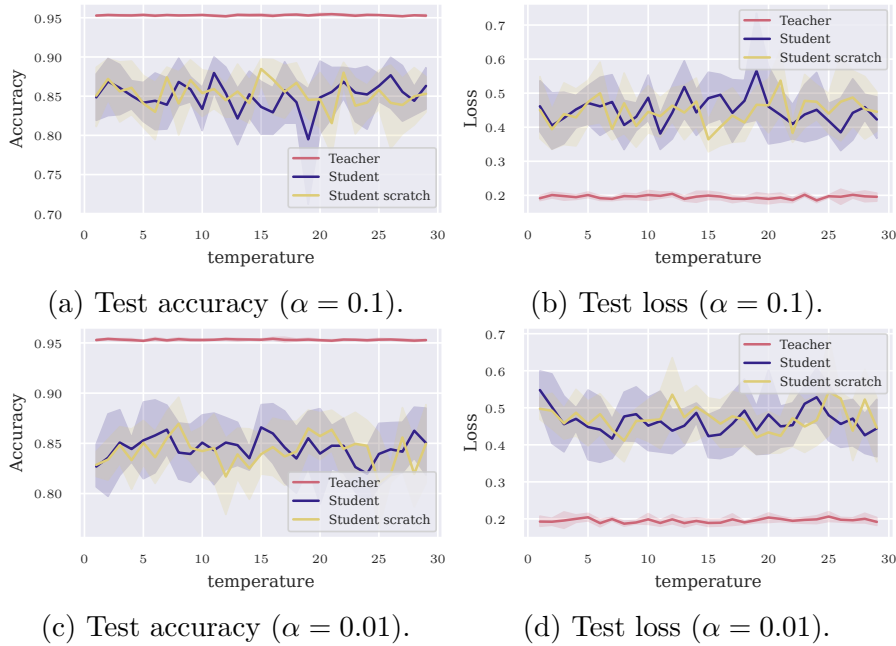 0.95
0.90
0.85
0.80
0.75
0.70
Accuracy
Teacher
Student
Student scratch
0 5 10 15 20 25 30
temperature
(a) Test accuracy (α = 0.1).
0.7
0.6
0.5
0.4
0.3
0.2
Loss
Teacher
Student
Student scratch
0 5 10 15 20 25 30
temperature
(b) Test loss (α = 0.1).
0.95
0.90
0.85
0.80
Accuracy
Teacher
Student
Student scratch
0 5 10 15 20 25 30
temperature
(c) Test accuracy (α = 0.01).
0.7
0.6
0.5
0.4
0.3
0.2
Loss
Teacher
Student
Student scratch
0 5 10 15 20 25 30
temperature
(d) Test loss (α = 0.01).